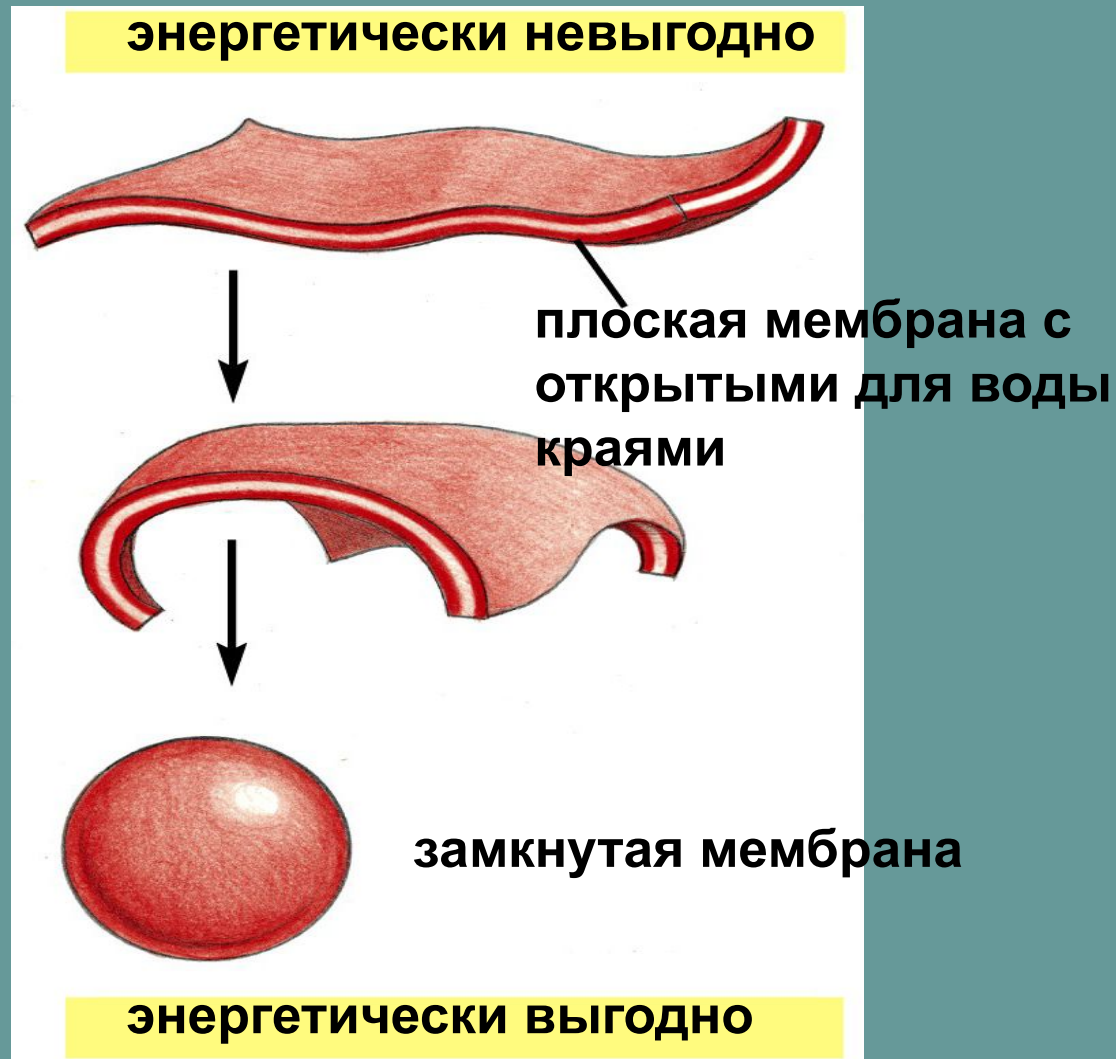 энергетически невыгодно
плоская мембрана с
открытыми для воды
краями
замкнутая мембрана
энергетически выгодно